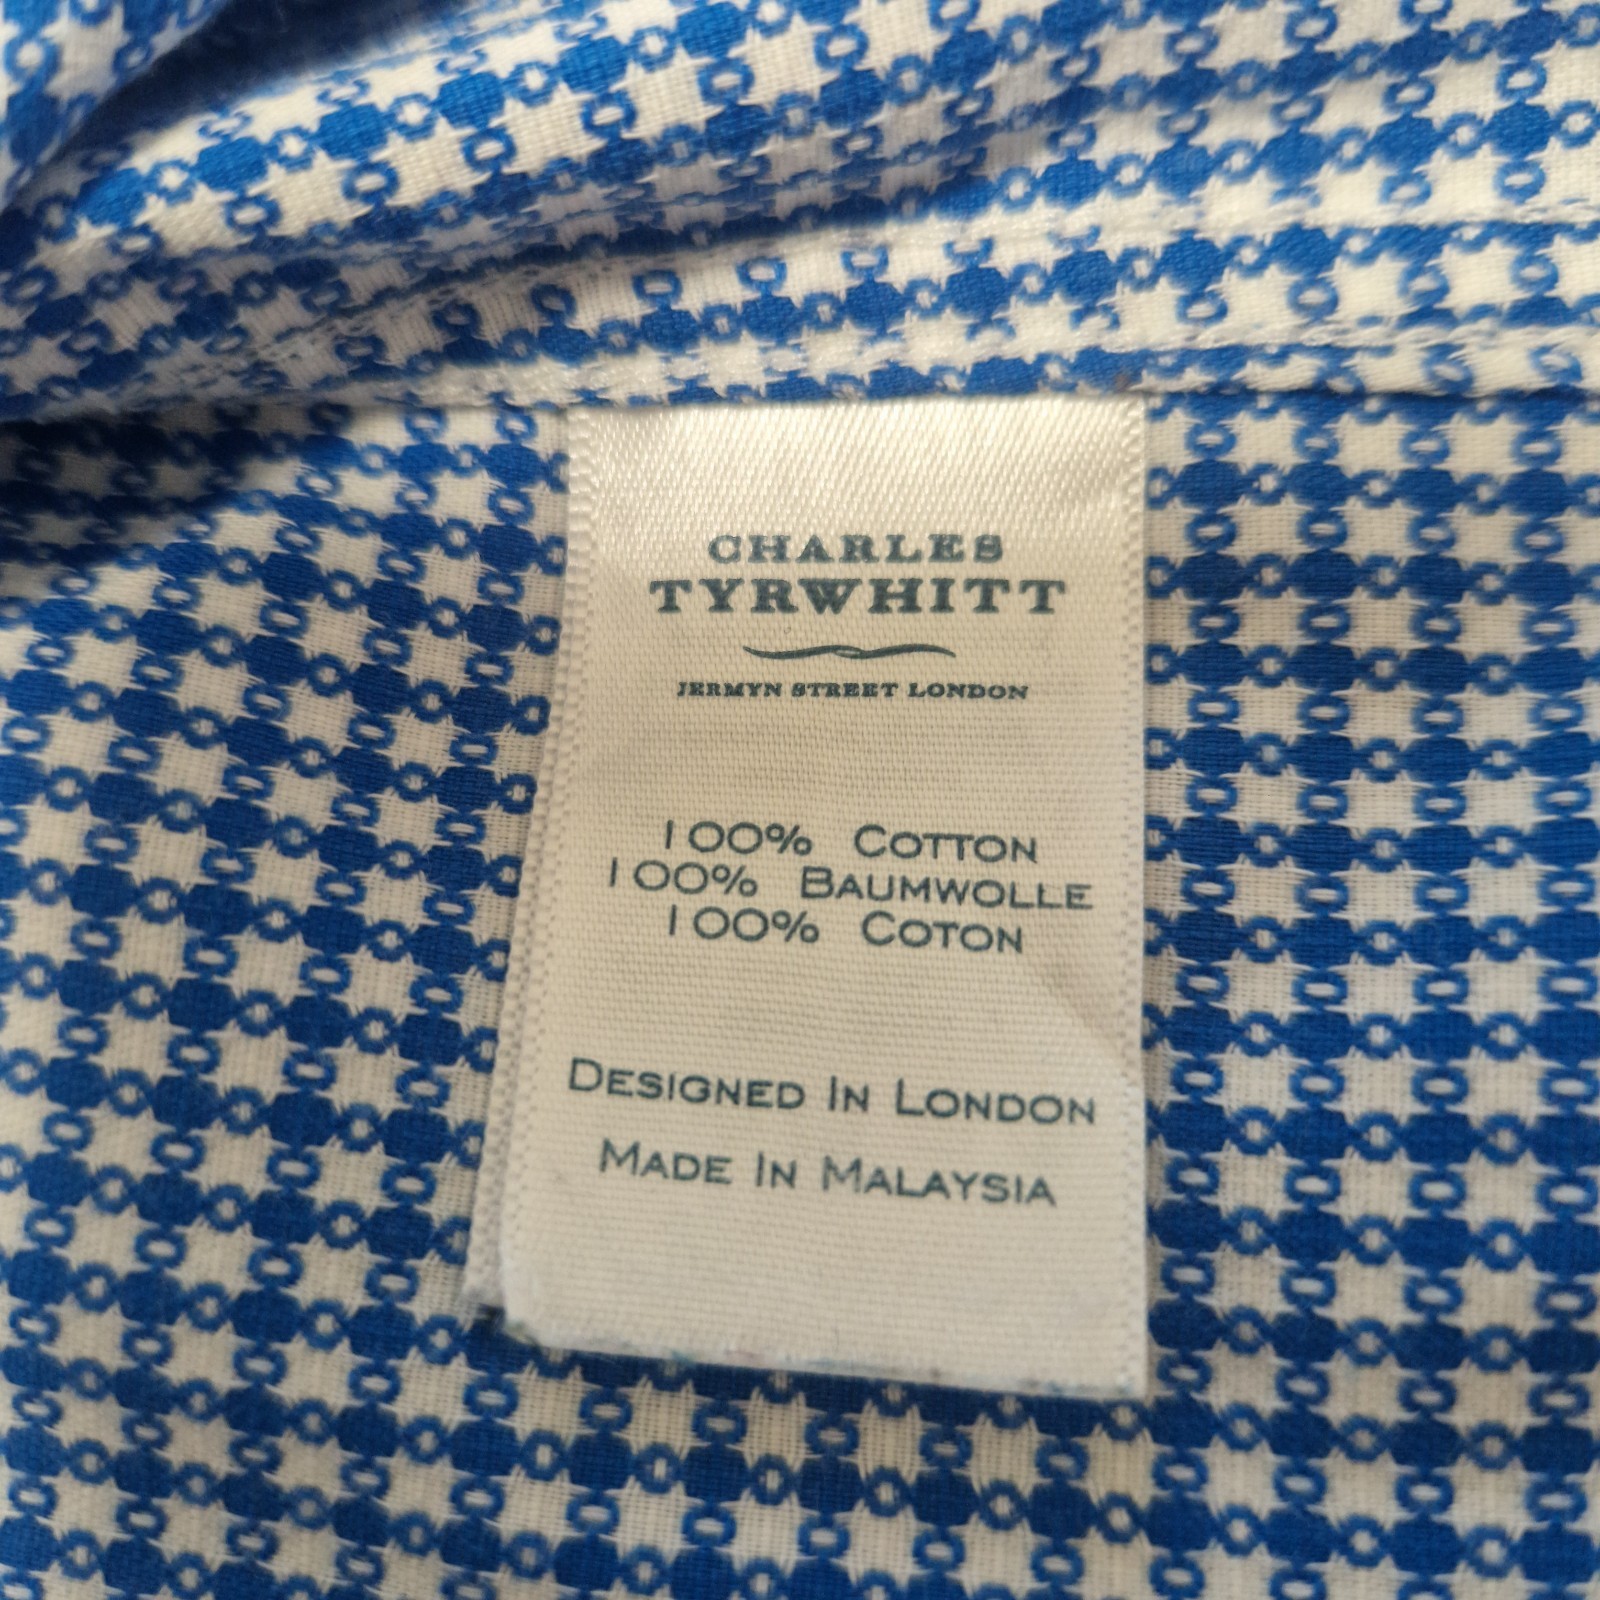 CHARLES
TYRWHITT
JERMYN STREET LONDON
100% COTTON
100% BAUMWOLLE
100% COTON
DESIGNED IN LONDON
MADE IN MALAYSIA